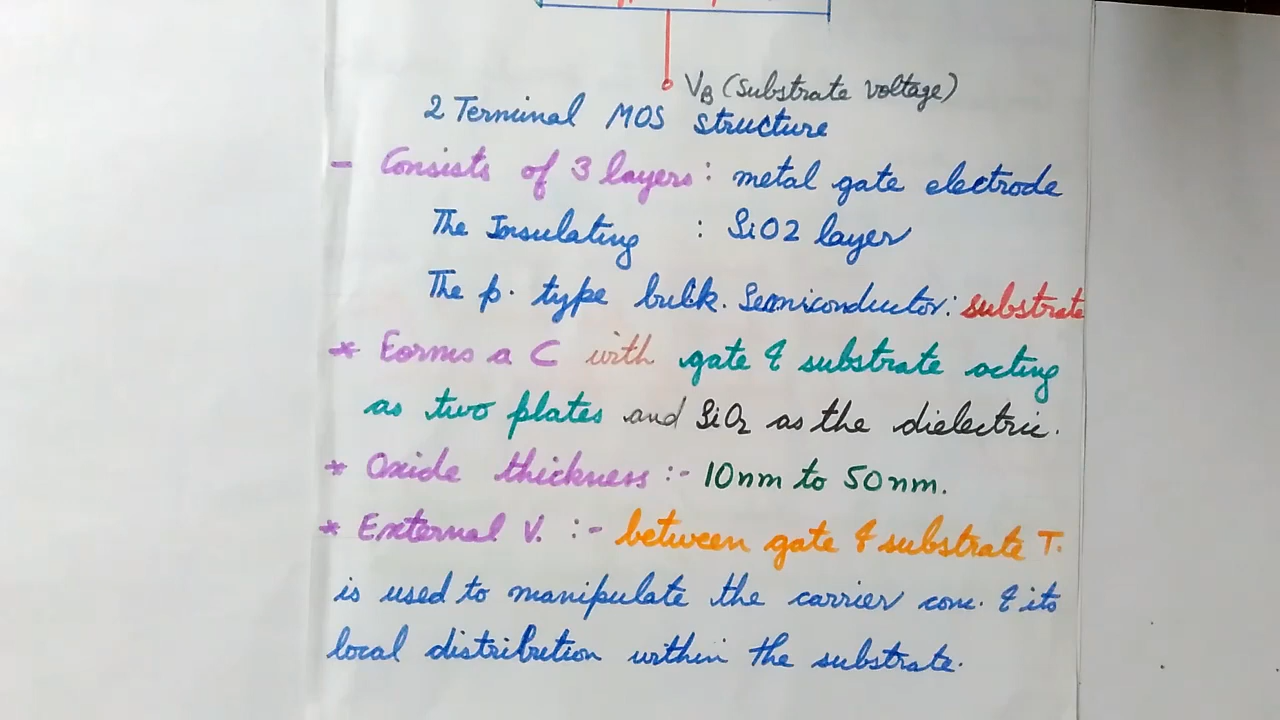 VB (Substrate voltage)
2 Terminal MOS structure
- Consists of 3 layers: metal gate electrode
The Insulating : SiO2 layer
The p. type bulk. Semiconductor: substrate
* Forms a C with gate & substrate acting
as two plates and SiO2 as the dielectric.
* Oxide thickness :- 10nm to 50nm.
* External V. :- between gate & substrate T.
is used to manipulate the carrier conc. & its
local distribution within the substrate.